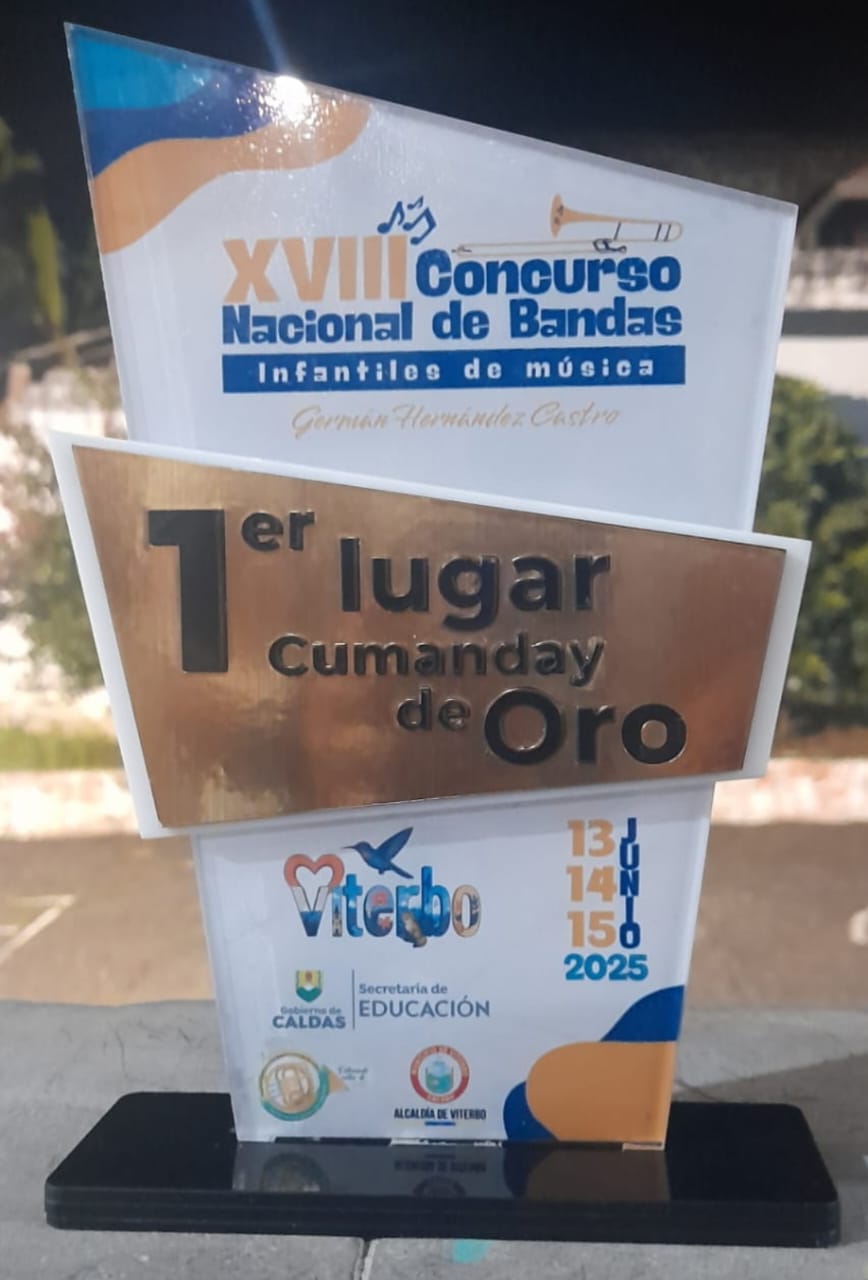 XVIII Concurso
Nacional de Bandas
Infantiles de música
Germán Hernández Castro
1er lugar
Cumanday
de Oro
Viterbo
13
14
15
JUNIO
2025
Gobierno de
CALDAS
Secretaría de
EDUCACIÓN
ALCALDÍA DE VITERBO